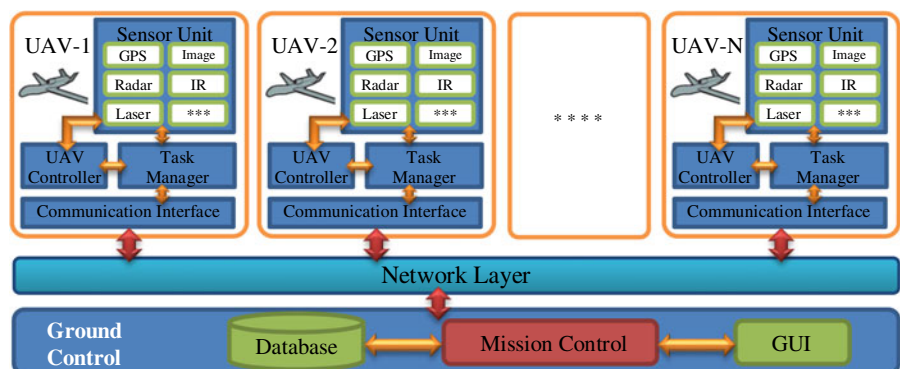 UAV-1
Sensor Unit
GPS
Image
Radar
IR
Laser
***
UAV
Controller
Task
Manager
Communication Interface
UAV-2
Sensor Unit
GPS
Image
Radar
IR
Laser
***
UAV
Controller
Task
Manager
Communication Interface
* * * *
UAV-N
Sensor Unit
GPS
Image
Radar
IR
Laser
***
UAV
Controller
Task
Manager
Communication Interface
Network Layer
Ground
Control
Database
Mission Control
GUI